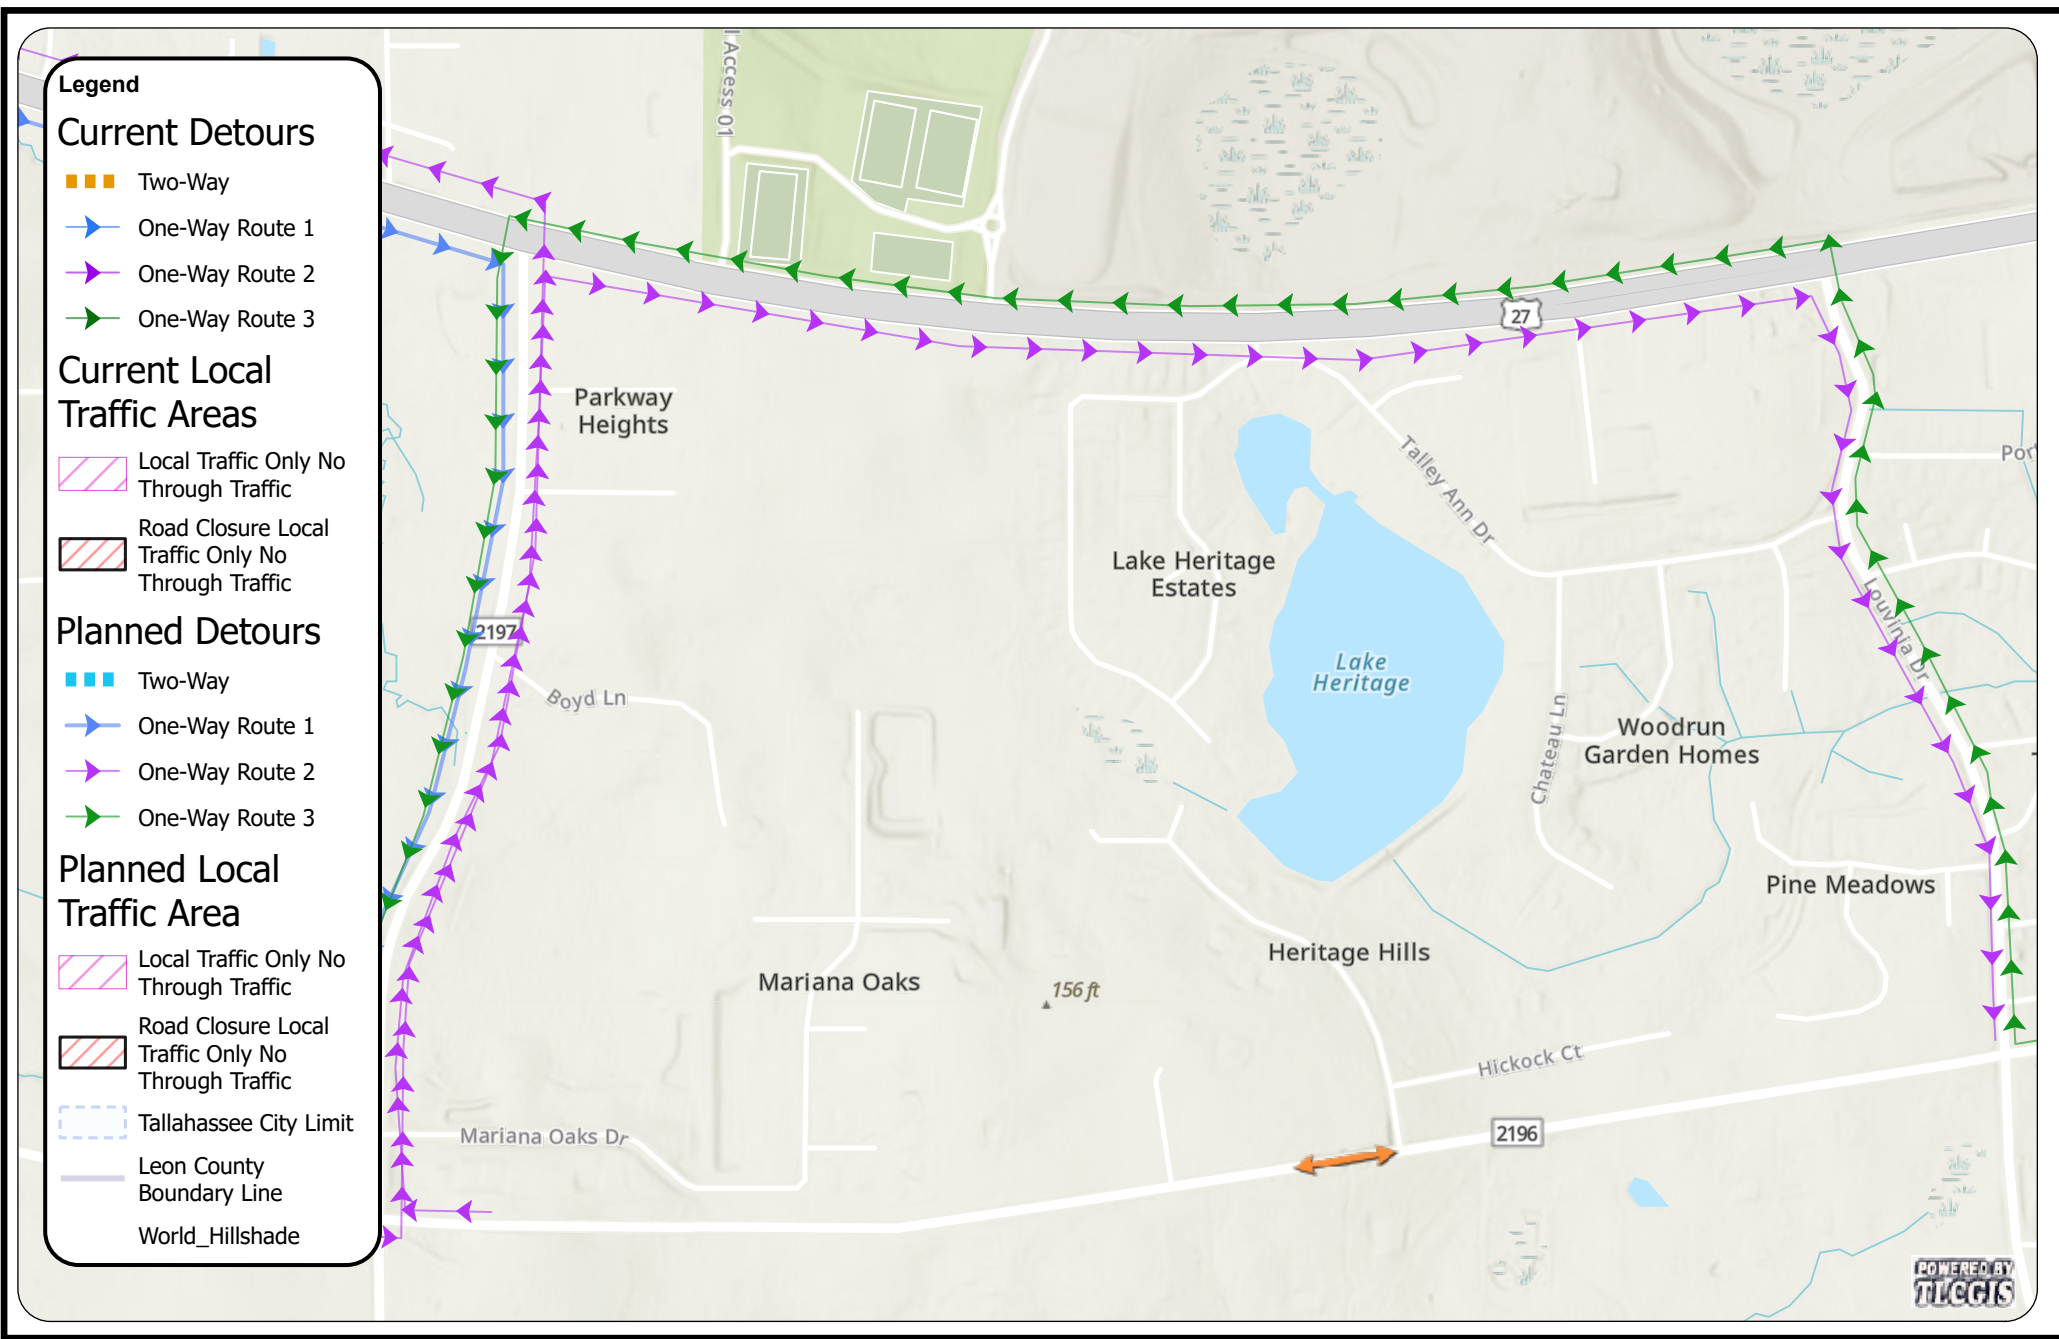 Legend
Current Detours
Two-Way
One-Way Route 1
One-Way Route 2
One-Way Route 3
Current Local
Traffic Areas
Local Traffic Only No
Through Traffic
Road Closure Local
Traffic Only No
Through Traffic
Planned Detours
Two-Way
One-Way Route 1
One-Way Route 2
One-Way Route 3
Planned Local
Traffic Area
Local Traffic Only No
Through Traffic
Road Closure Local
Traffic Only No
Through Traffic
Tallahassee City Limit
Leon County
Boundary Line
World_Hillshade
l Access 01
27
Parkway
Heights
Talley Ann Dr
Port
Lake Heritage
Estates
Louvinia Dr
2197
Lake
Heritage
Boyd Ln
Chateau Ln
Woodrun
Garden Homes
Pine Meadows
Heritage Hills
Mariana Oaks
156 ft
Hickock Ct
2196
Mariana Oaks Dr
POWERED BY
TLCGIS